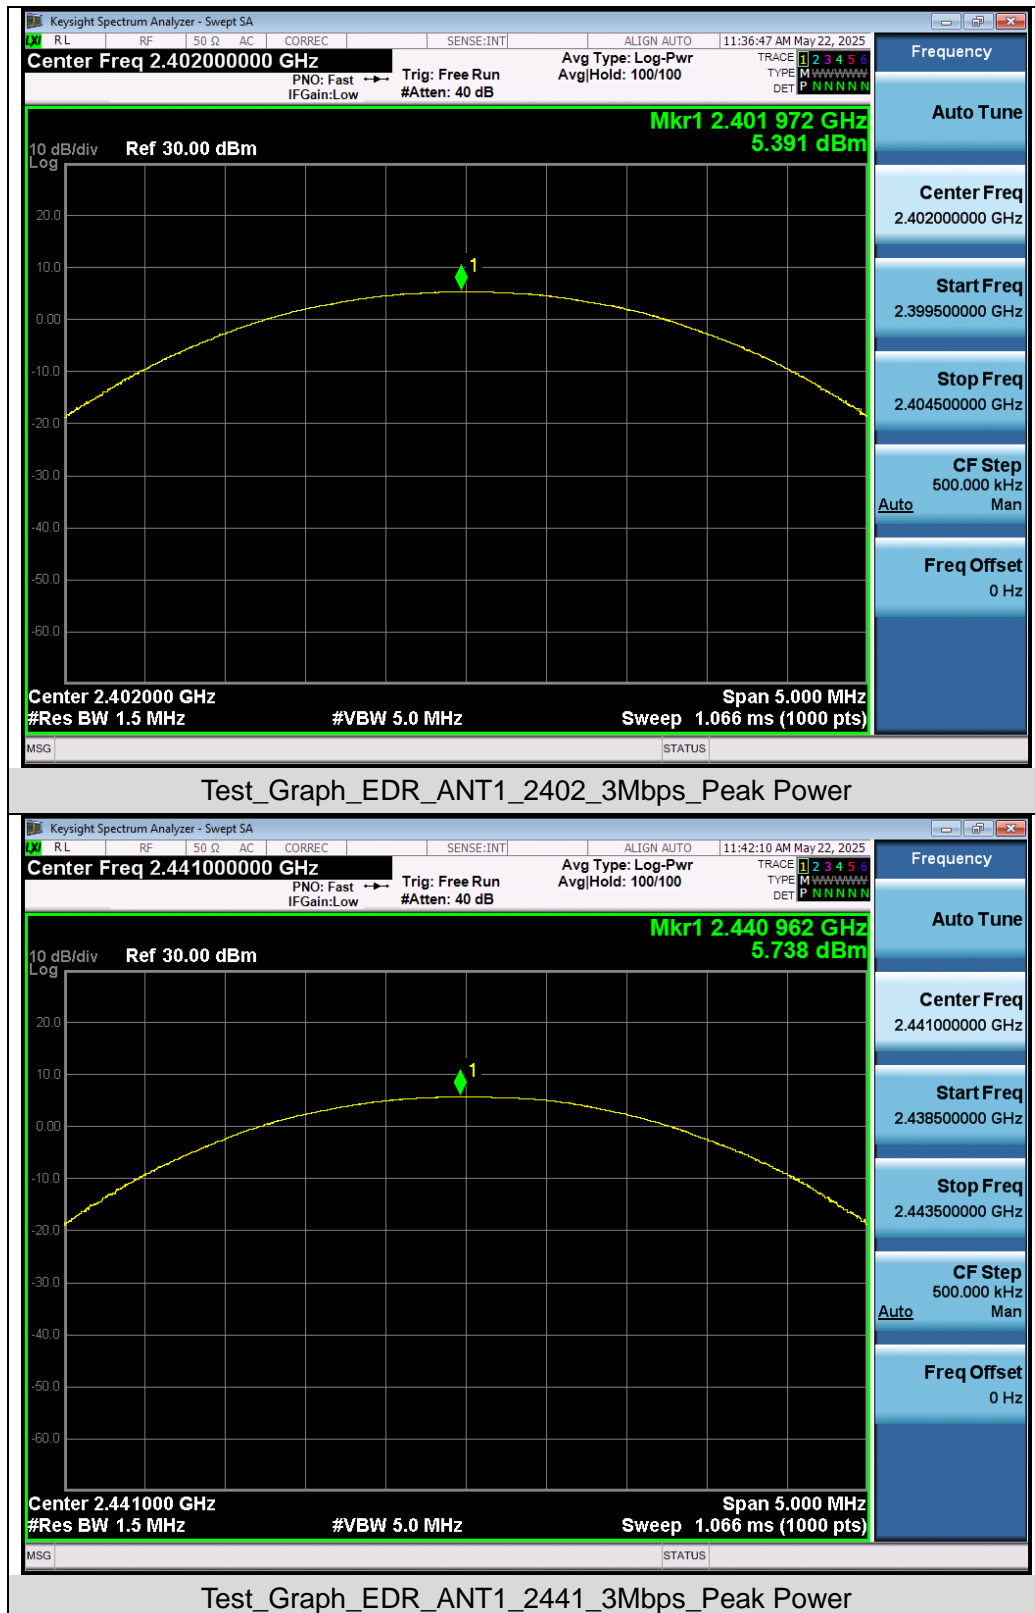 Keysight Spectrum Analyzer - Swept SA
LXI RL RF 50 Ω AC CORREC SENSE:INT ALIGN AUTO 11:36:47 AM May 22, 2025
Center Freq 2.402000000 GHz
PNO: Fast Trig: Free Run
IFGain:Low #Atten: 40 dB
Avg Type: Log-Pwr
Avg|Hold: 100/100
TRACE 1 2 3 4 5 6
TYPE M WWWWW
DET P N N N N N
Mkr1 2.401 972 GHz
5.391 dBm
10 dB/div Ref 30.00 dBm
Log
20.0
10.0
1
0.00
-10.0
-20.0
-30.0
-40.0
-50.0
-60.0
Center 2.402000 GHz Span 5.000 MHz
#Res BW 1.5 MHz #VBW 5.0 MHz Sweep 1.066 ms (1000 pts)
MSG STATUS
Frequency
Auto Tune
Center Freq
2.402000000 GHz
Start Freq
2.399500000 GHz
Stop Freq
2.404500000 GHz
CF Step
500.000 kHz
Auto Man
Freq Offset
0 Hz
Test_Graph_EDR_ANT1_2402_3Mbps_Peak Power
Keysight Spectrum Analyzer - Swept SA
LXI RL RF 50 Ω AC CORREC SENSE:INT ALIGN AUTO 11:42:10 AM May 22, 2025
Center Freq 2.441000000 GHz
PNO: Fast Trig: Free Run
IFGain:Low #Atten: 40 dB
Avg Type: Log-Pwr
Avg|Hold: 100/100
TRACE 1 2 3 4 5 6
TYPE M WWWWW
DET P N N N N N
Mkr1 2.440 962 GHz
5.738 dBm
10 dB/div Ref 30.00 dBm
Log
20.0
10.0
1
0.00
-10.0
-20.0
-30.0
-40.0
-50.0
-60.0
Center 2.441000 GHz Span 5.000 MHz
#Res BW 1.5 MHz #VBW 5.0 MHz Sweep 1.066 ms (1000 pts)
MSG STATUS
Frequency
Auto Tune
Center Freq
2.441000000 GHz
Start Freq
2.438500000 GHz
Stop Freq
2.443500000 GHz
CF Step
500.000 kHz
Auto Man
Freq Offset
0 Hz
Test_Graph_EDR_ANT1_2441_3Mbps_Peak Power